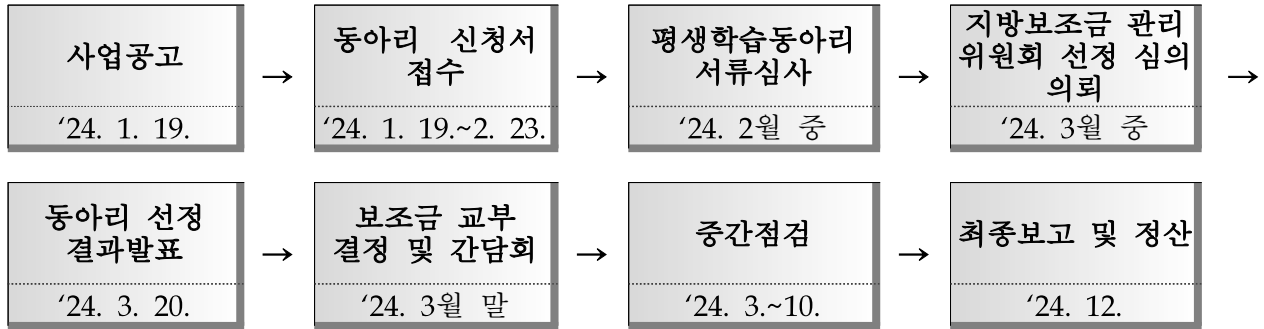 사업공고
→
동아리 신청서
접수
→
평생학습동아리
서류심사
→
지방보조금 관리
위원회 선정 심의
의뢰
→
‘24. 1. 19.
‘24. 1. 19.~2. 23.
‘24. 2월 중
‘24. 3월 중
동아리 선정
결과발표
→
보조금 교부
결정 및 간담회
→
중간점검
→
최종보고 및 정산
‘24. 3. 20.
‘24. 3월 말
‘24. 3.~10.
‘24. 12.